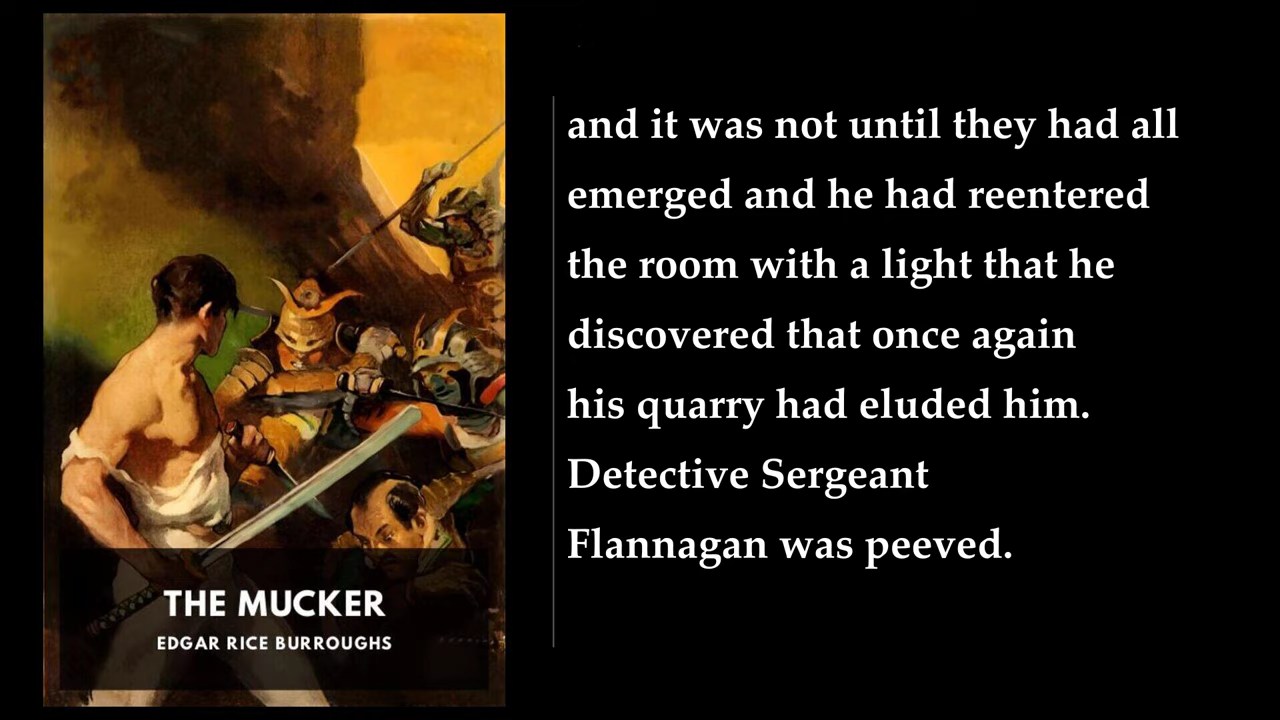 THE MUCKER
EDGAR RICE BURROUGHS
and it was not until they had all
emerged and he had reentered
the room with a light that he
discovered that once again
his quarry had eluded him.
Detective Sergeant
Flannagan was peeved.